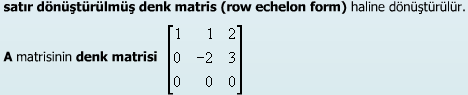 satır dönüştürülmüş denk matris (row echelon form) haline dönüştürülür.
1 1 2
A matrisinin denk matrisi 0 -2 3
0 0 0